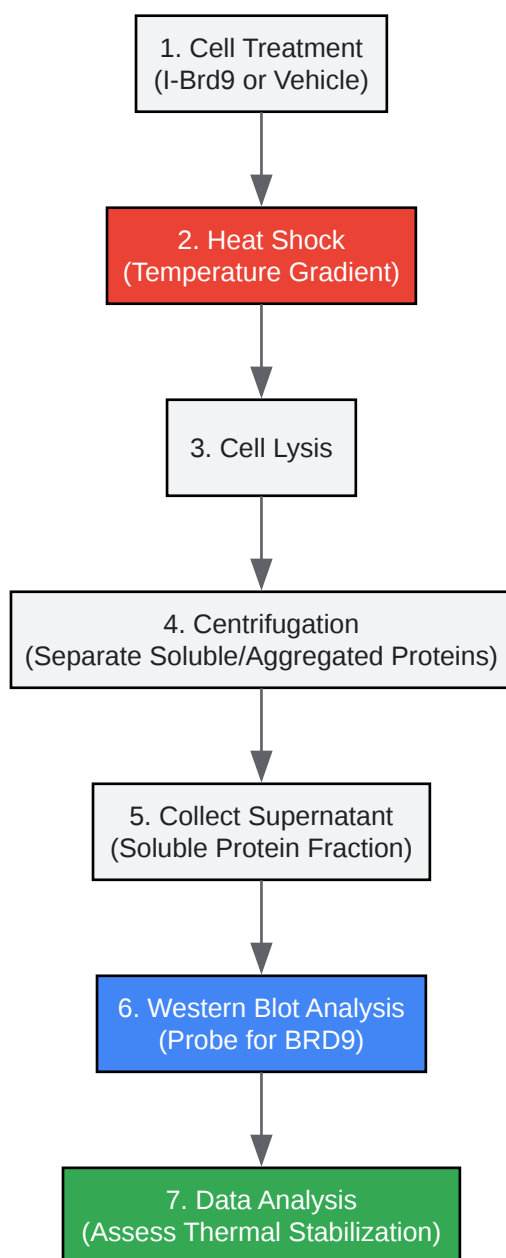 1. Cell Treatment
(I-Brd9 or Vehicle)
2. Heat Shock
(Temperature Gradient)
3. Cell Lysis
4. Centrifugation
(Separate Soluble/Aggregated Proteins)
5. Collect Supernatant
(Soluble Protein Fraction)
6. Western Blot Analysis
(Probe for BRD9)
7. Data Analysis
(Assess Thermal Stabilization)